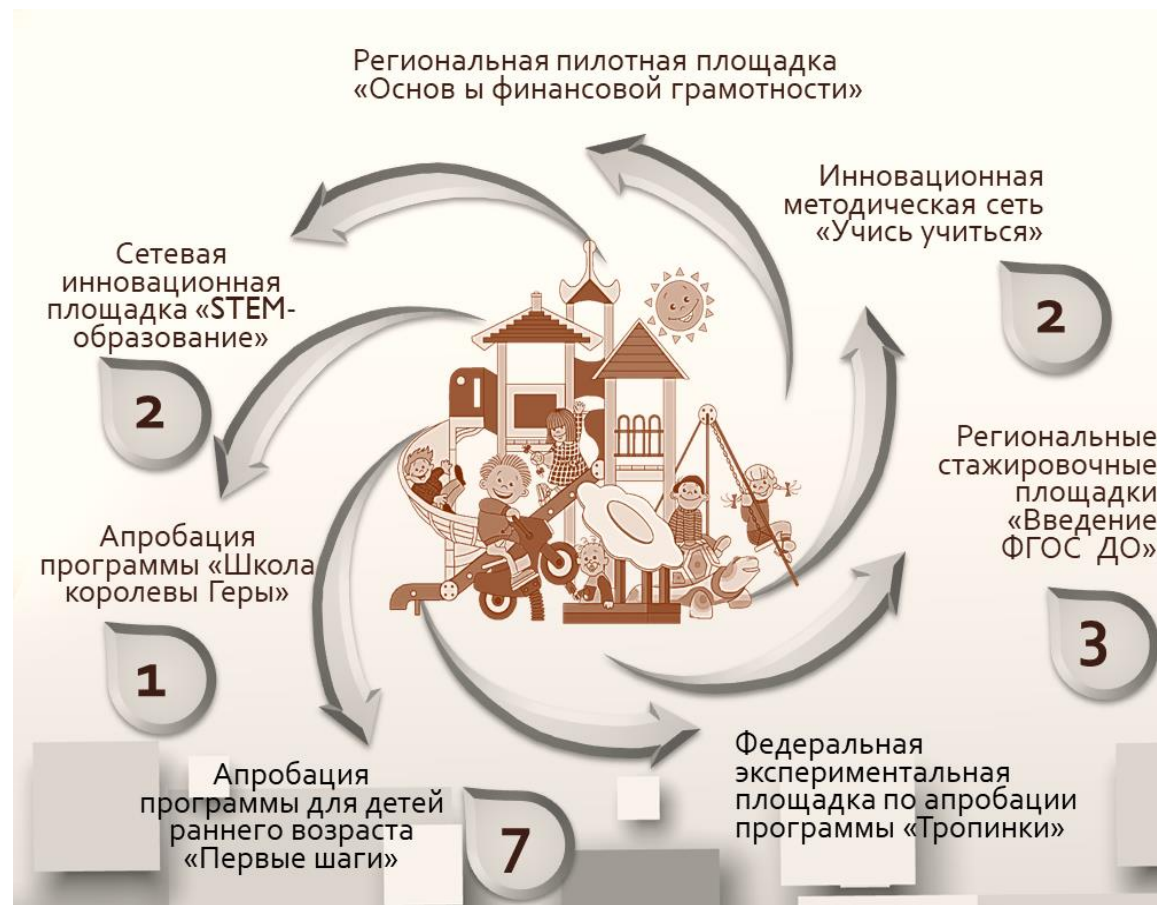 Региональная пилотная площадка
«Основ ы финансовой грамотности»
Инновационная
методическая сеть
«Учись учиться»
2
Сетевая
инновационная
площадка «STEM-
образование»
2
Региональные
стажировочные
площадки
«Введение
ФГОС ДО»
3
Апробация
программы «Школа
королевы Геры»
1
Федеральная
экспериментальная
площадка по апробации
программы «Тропинки»
Апробация
программы для детей
раннего возраста
«Первые шаги»
7